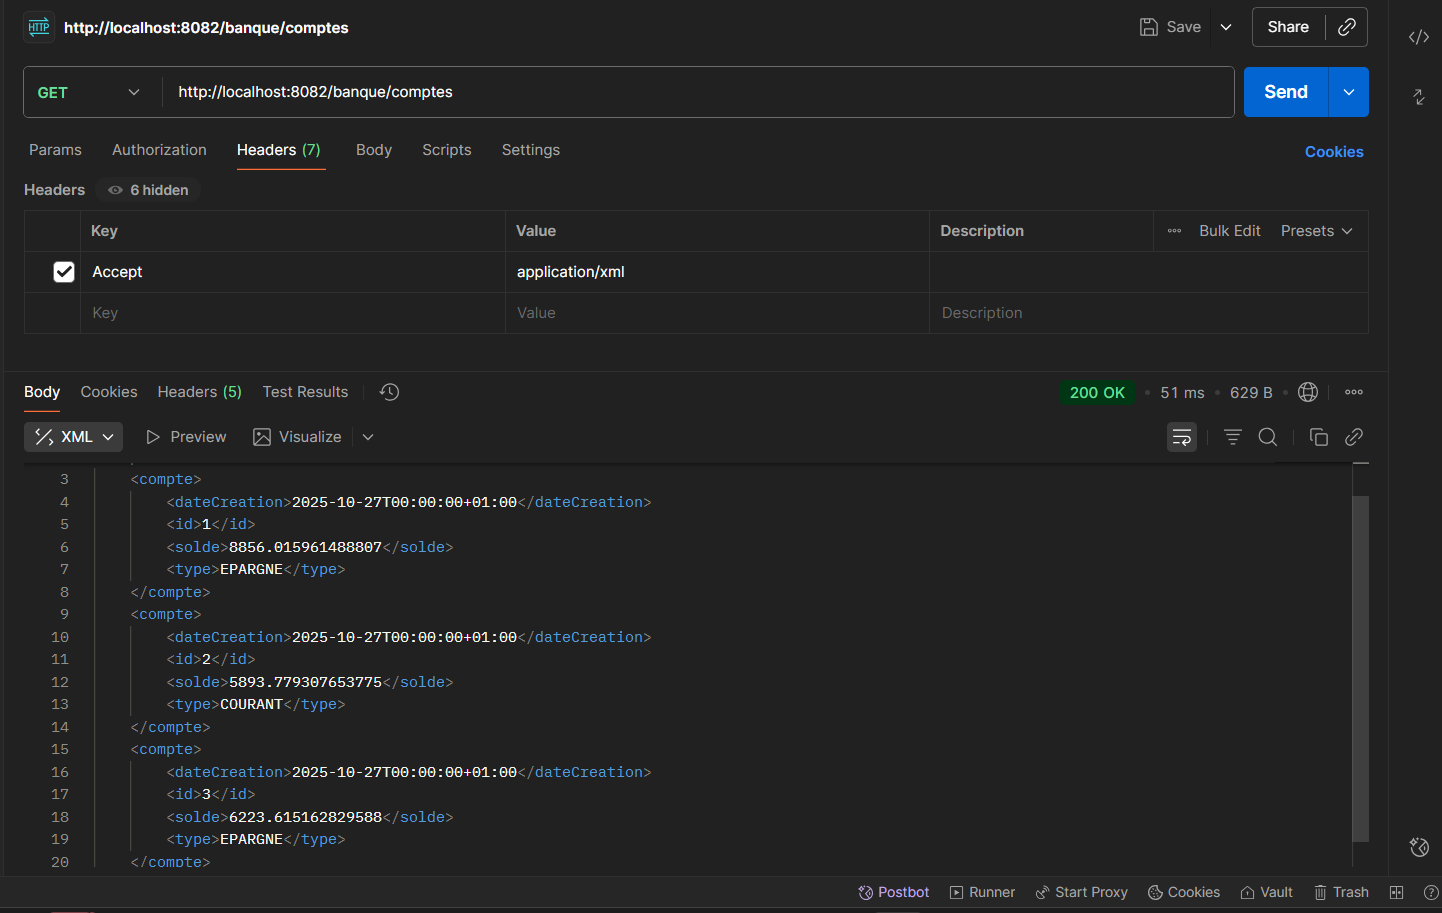 HTTP http://localhost:8082/banque/comptes Save Share
GET http://localhost:8082/banque/comptes Send
Params Authorization Headers (7) Body Scripts Settings Cookies
Headers 6 hidden
Key Value Description Bulk Edit Presets
Accept application/xml
Key Value Description
Body Cookies Headers (5) Test Results 200 OK • 51 ms • 629 B •
XML Preview Visualize
3 <compte>
4 <dateCreation>2025-10-27T00:00:00+01:00</dateCreation>
5 <id>1</id>
6 <solde>8856.015961488807</solde>
7 <type>EPARGNE</type>
8 </compte>
9 <compte>
10 <dateCreation>2025-10-27T00:00:00+01:00</dateCreation>
11 <id>2</id>
12 <solde>5893.779307653775</solde>
13 <type>COURANT</type>
14 </compte>
15 <compte>
16 <dateCreation>2025-10-27T00:00:00+01:00</dateCreation>
17 <id>3</id>
18 <solde>6223.615162829588</solde>
19 <type>EPARGNE</type>
20 </compte>
Postbot Runner Start Proxy Cookies Vault Trash